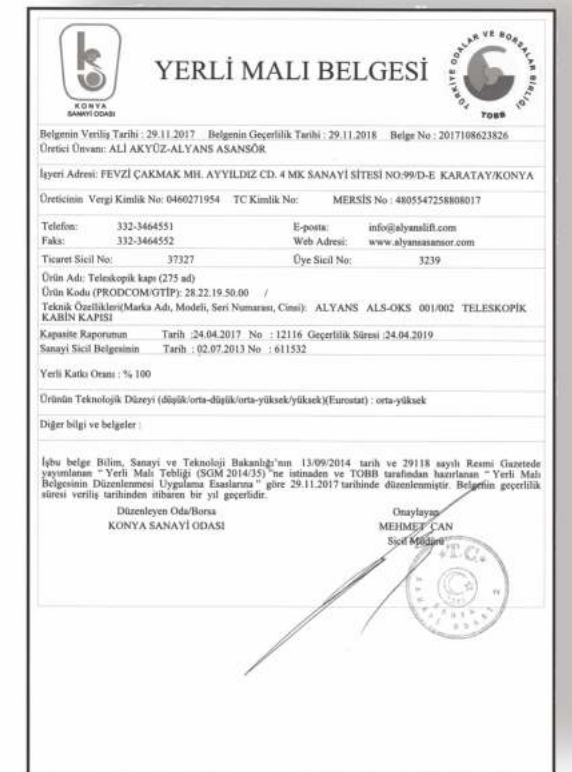 KONYA
SANAYİ ODASI
YERLİ MALI BELGESİ
TÜRKİYE ODALAR VE BORSALAR BİRLİĞİ
TOBB
Belgenin Veriliş Tarihi : 29.11.2017 Belgenin Geçerlilik Tarihi : 29.11.2018 Belge No : 2017108623826
Üretici Ünvanı: ALİ AKYÜZ-ALYANS ASANSÖR
İşyeri Adresi: FEVZİ ÇAKMAK MH. AYYILDIZ CD. 4 MK SANAYİ SİTESİ NO:99/D-E KARATAY/KONYA
Üreticinin Vergi Kimlik No: 0460271954 TC Kimlik No: MERSİS No : 4805547258808017
Telefon: 332-3464551 E-posta: info@alyanslift.com
Faks: 332-3464552 Web Adresi: www.alyansasansor.com
Ticaret Sicil No: 37327 Üye Sicil No: 3239
Ürün Adı: Teleskopik kapı (275 ad)
Ürün Kodu (PRODCOM/GTİP): 28.22.19.50.00 /
Teknik Özellikleri(Marka Adı, Modeli, Seri Numarası, Cinsi): ALYANS ALS-OKS 001/002 TELESKOPİK
KABİN KAPISI
Kapasite Raporunun Tarih :24.04.2017 No : 12116 Geçerlilik Süresi :24.04.2019
Sanayi Sicil Belgesinin Tarih : 02.07.2013 No : 611532
Yerli Katkı Oranı : % 100
Ürünün Teknolojik Düzeyi (düşük/orta-düşük/orta-yüksek/yüksek)(Eurostat) : orta-yüksek
Diğer bilgi ve belgeler :
İşbu belge Bilim, Sanayi ve Teknoloji Bakanlığı'nın 13/09/2014 tarih ve 29118 sayılı Resmi Gazetede
yayımlanan " Yerli Malı Tebliği (SGM 2014/35) "ne istinaden ve TOBB tarafından hazırlanan " Yerli Malı
Belgesinin Düzenlenmesi Uygulama Esaslarına " göre 29.11.2017 tarihinde düzenlenmiştir. Belgenin geçerlilik
süresi veriliş tarihinden itibaren bir yıl geçerlidir.
Düzenleyen Oda/Borsa Onaylayan
KONYA SANAYİ ODASI MEHMET CAN
Sicil Müdürü
T.C.
KONYA
SANAYİ ODASI